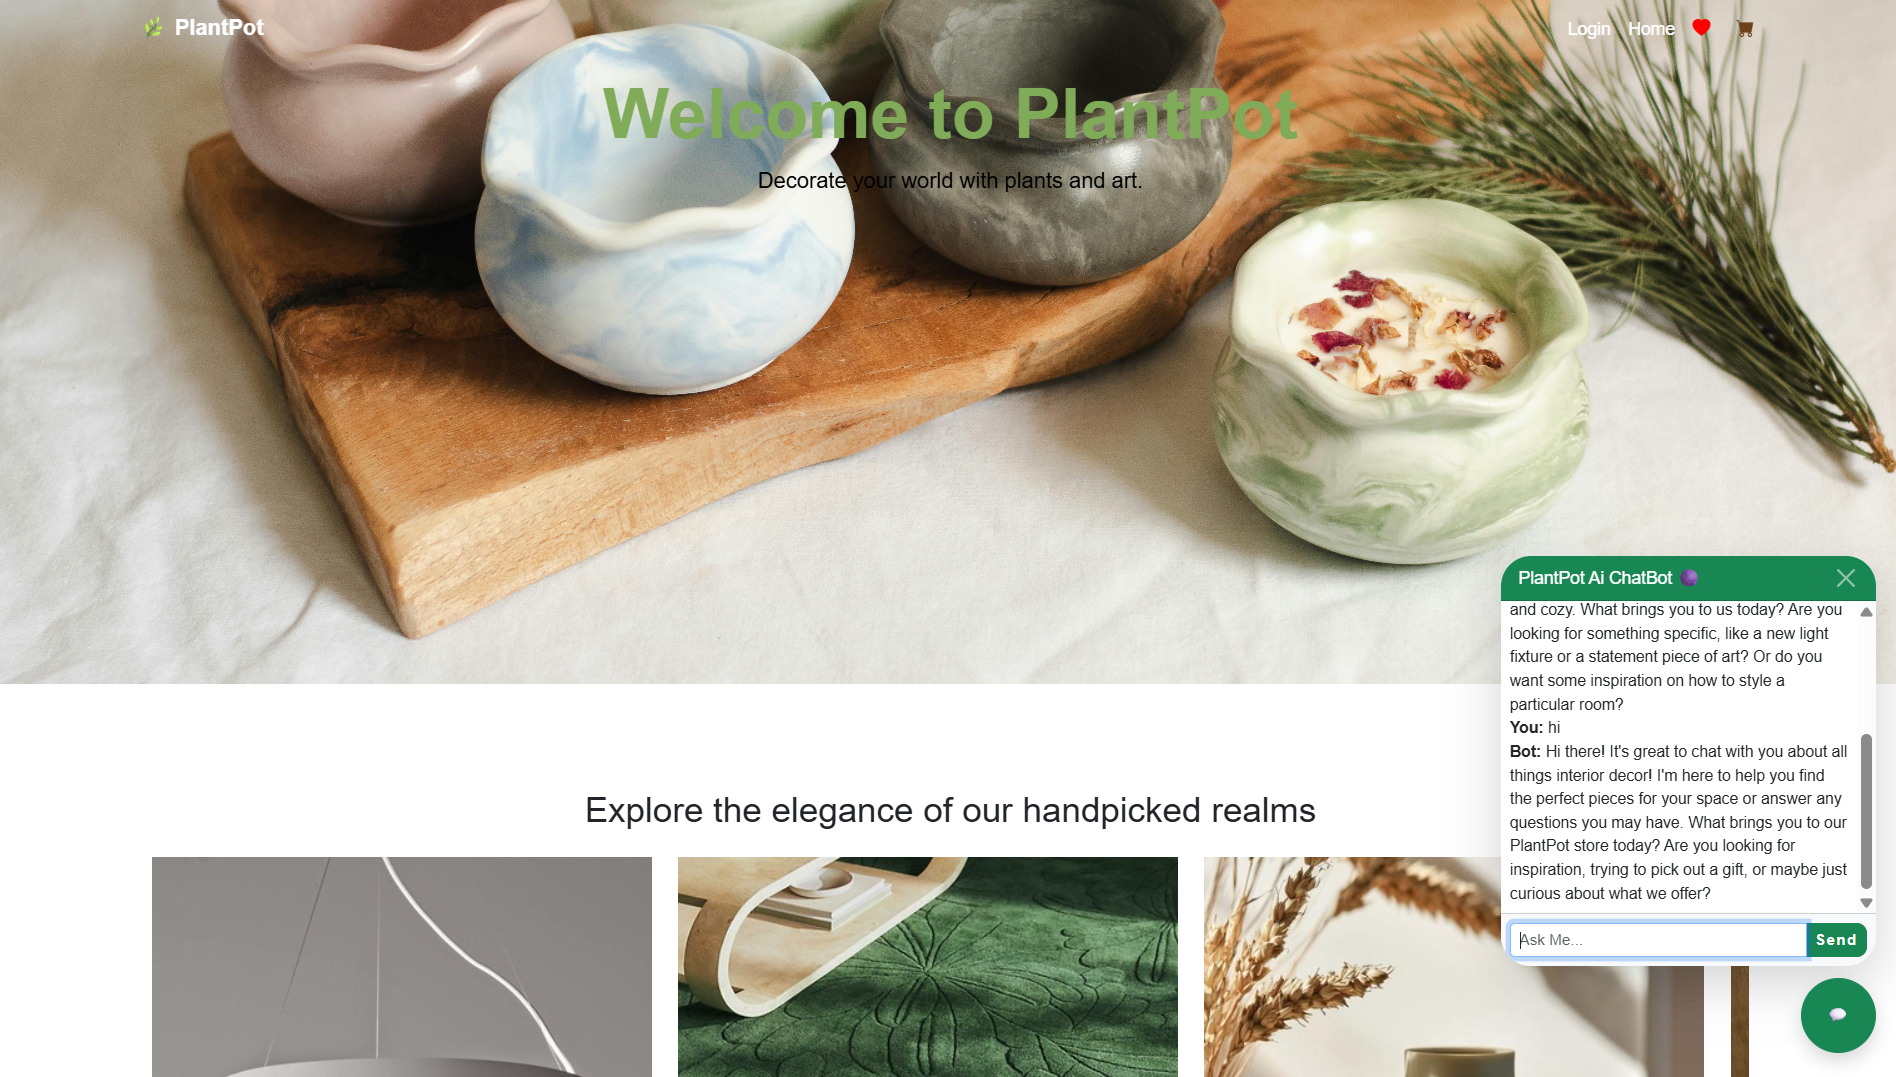 PlantPot
Login Home
Welcome to PlantPot
Decorate your world with plants and art.
PlantPot Ai ChatBot
and cozy. What brings you to us today? Are you
looking for something specific, like a new light
fixture or a statement piece of art? Or do you
want some inspiration on how to style a
particular room?
You: hi
Bot: Hi there! It's great to chat with you about all
things interior decor! I'm here to help you find
the perfect pieces for your space or answer any
questions you may have. What brings you to our
PlantPot store today? Are you looking for
inspiration, trying to pick out a gift, or maybe just
curious about what we offer?
Ask Me...
Send
Explore the elegance of our handpicked realms